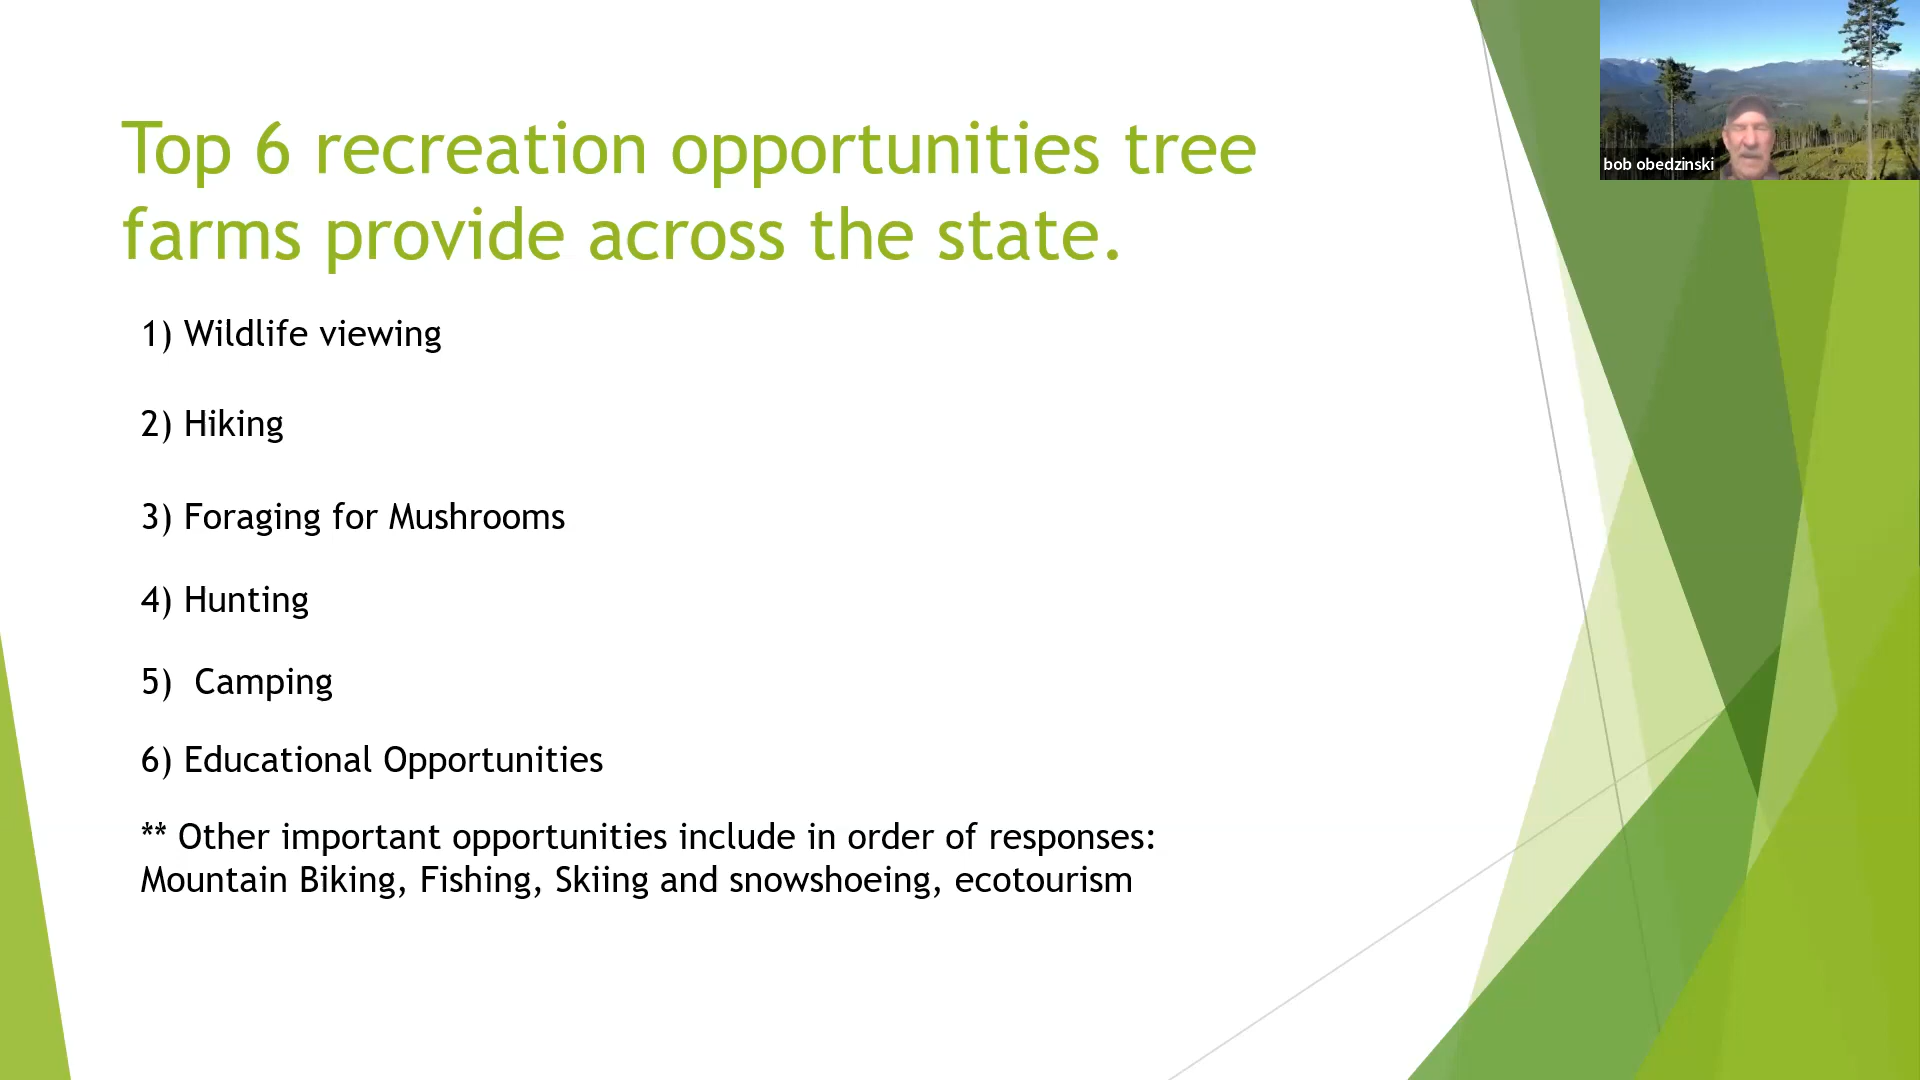 Top 6 recreation opportunities tree
farms provide across the state.
1) Wildlife viewing
2) Hiking
3) Foraging for Mushrooms
4) Hunting
5)  Camping
6) Educational Opportunities
** Other important opportunities include in order of responses:
Mountain Biking, Fishing, Skiing and snowshoeing, ecotourism
bob obedzinski